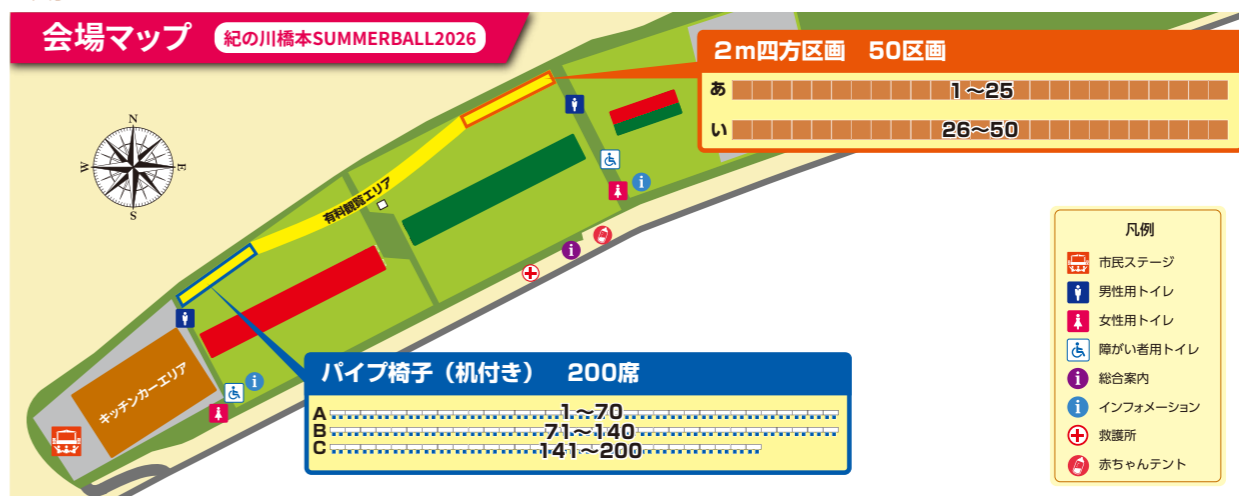 会場マップ
紀の川橋本SUMMERBALL2026
2m四方区画 50区画
あ 1~25
い 26~50
N
W
E
S
有料観覧エリア
キッチンカーエリア
パイプ椅子(机付き) 200席
A 1~70
B 71~140
C 141~200
凡例
市民ステージ
男性用トイレ
女性用トイレ
障がい者用トイレ
総合案内
インフォメーション
救護所
赤ちゃんテント